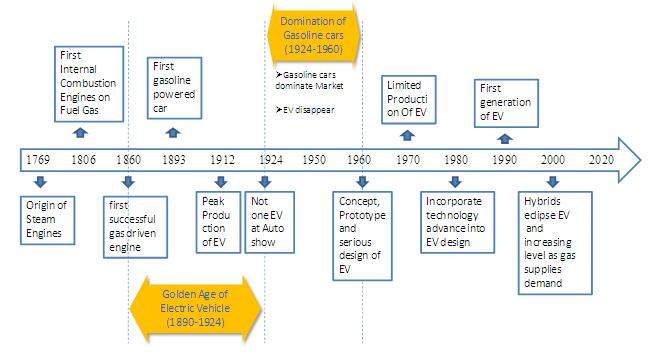 Domination of
Gasoline cars
(1924-1960)
➢Gasoline cars
dominate Market
➢EV disappear
First
Internal
Combustion
Engines on
Fuel Gas
First
gasoline
powered
car
Limited
Producti
on Of EV
First
generation
of EV
1769 1806 1860 1893 1912 1924 1950 1960 1970 1980 1990 2000 2020
Origin of
Steam
Engines
first
successful
gas driven
engine
Peak
Produ
ction
of EV
Not
one EV
at Auto
show
Concept,
Prototype
and
serious
design of
EV
Incorporate
technology
advance into
EV design
Hybrids
eclipse EV
and
increasing
level as gas
supplies
demand
Golden Age of
Electric Vehicle
(1890-1924)